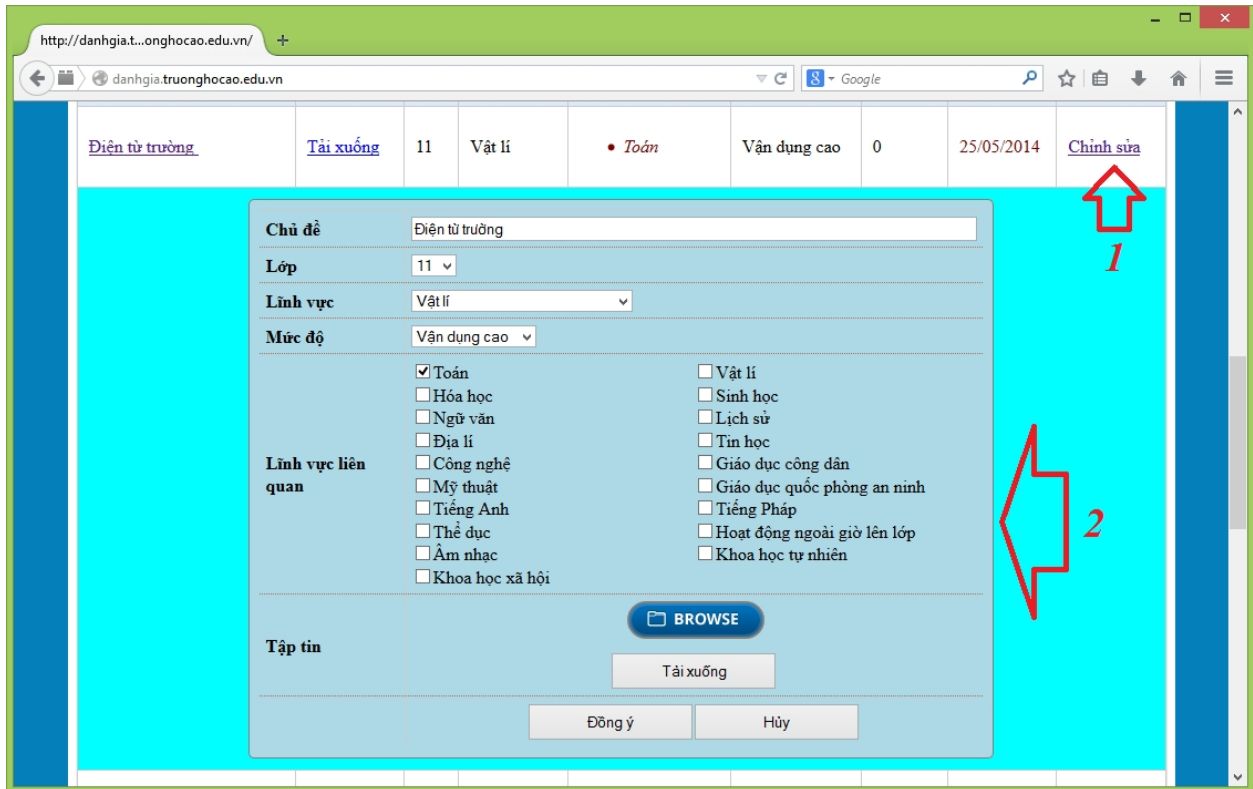 http://danhgia.t...onghocao.edu.vn/ +
danhgia.truonghocao.edu.vn 8 Google
Điện từ trường Tải xuống 11 Vật lí • Toán Vận dụng cao 0 25/05/2014 Chỉnh sửa
1
Chủ đề Điện từ trường
Lớp 11
Lĩnh vực Vật lí
Mức độ Vận dụng cao
Lĩnh vực liên quan
Toán Vật lí
Hóa học Sinh học
Ngữ văn Lịch sử
Địa lí Tin học
Công nghệ Giáo dục công dân
Mỹ thuật Giáo dục quốc phòng an ninh
Tiếng Anh Tiếng Pháp
Thể dục Hoạt động ngoài giờ lên lớp
Âm nhạc Khoa học tự nhiên
Khoa học xã hội
2
Tập tin BROWSE
Tải xuống
Đồng ý Hủy